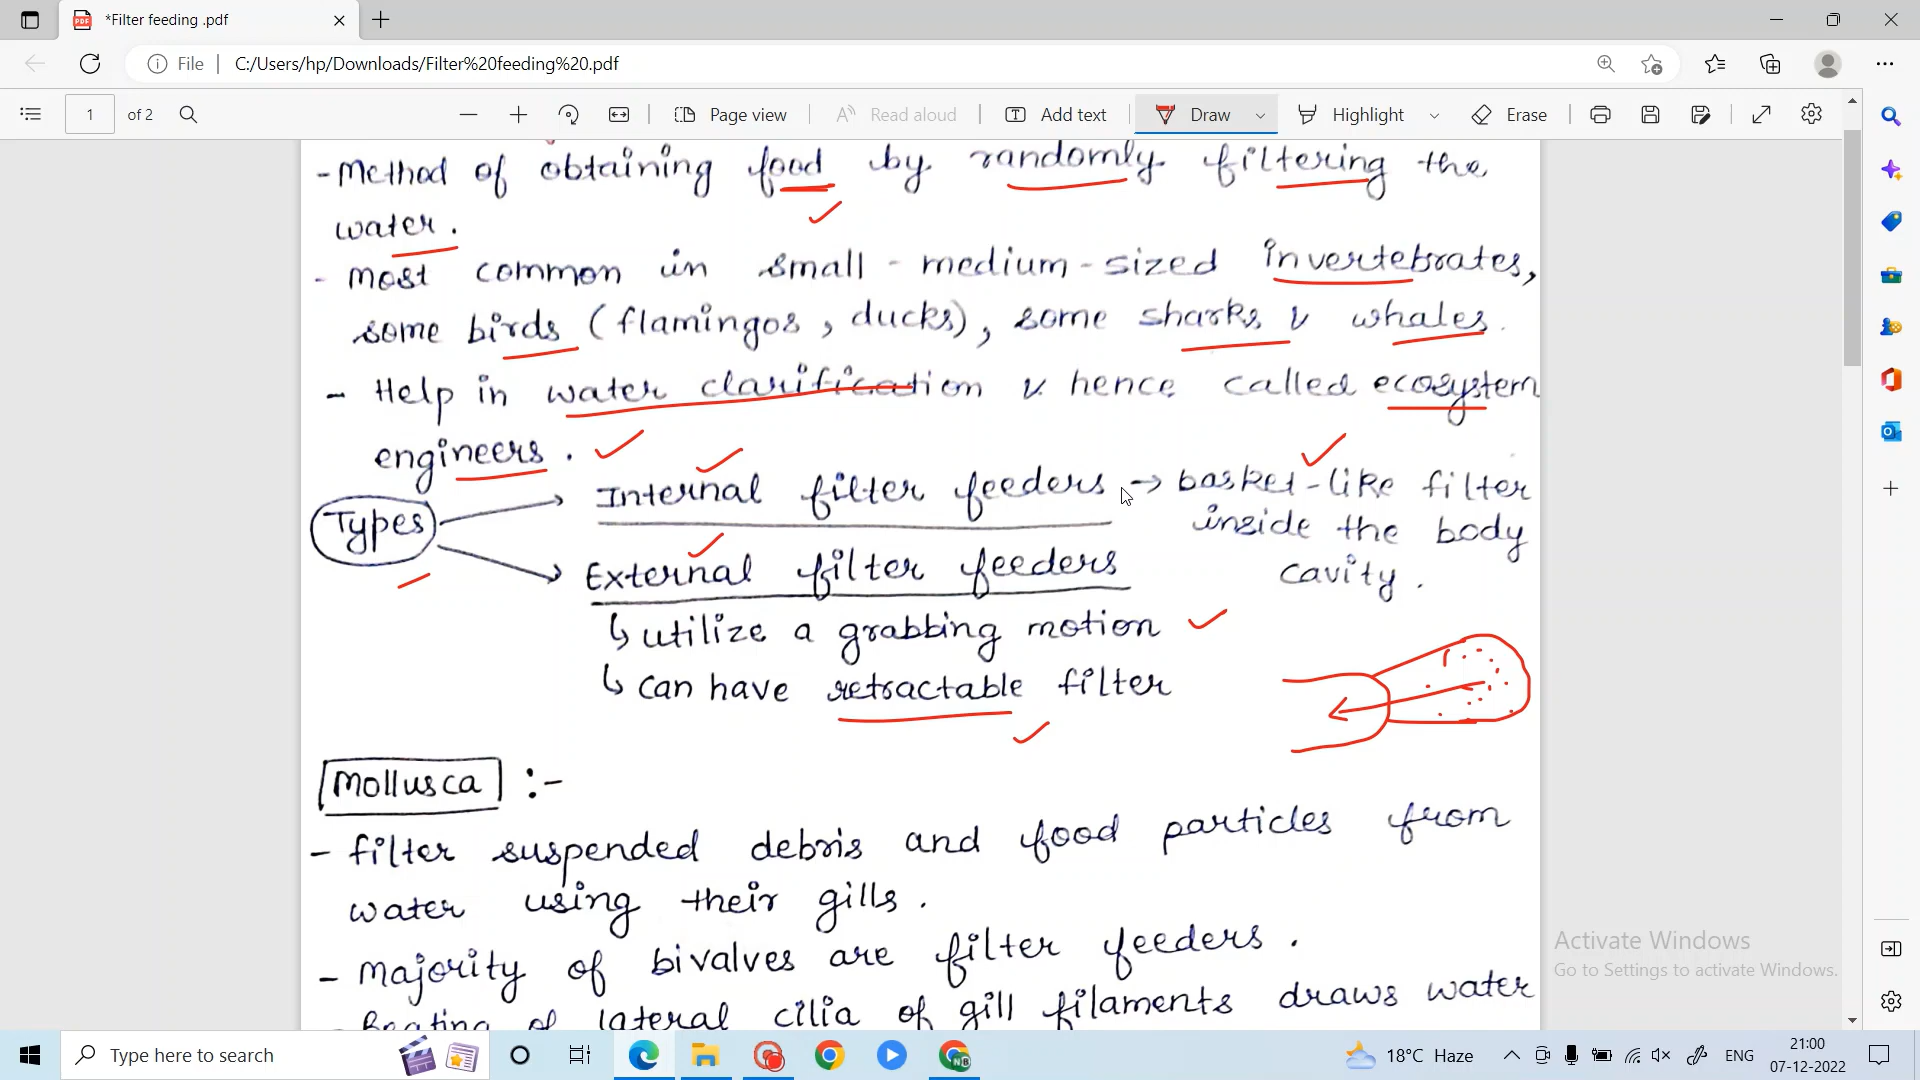 *Filter feeding .pdf
File
C:/Users/hp/Downloads/Filter%20feeding%20.pdf
1 of 2
Page view
Read aloud
Add text
Draw
Highlight
Erase
- Method of obtaining food by randomly filtering the
water.
- Most common in small-medium-sized invertebrates,
some birds (flamingos, ducks), some sharks & whales.
- Help in water clarification & hence called ecosystem
engineers.
Types
Internal filter feeders → basket-like filter
inside the body
cavity.
External filter feeders
↳ utilize a grabbing motion
↳ can have retractable filter
Mollusca :-
- filter suspended debris and food particles from
water using their gills.
- Majority of bivalves are filter feeders.
- Beating of lateral cilia of gill filaments draws water
Activate Windows
Go to Settings to activate Windows.
Type here to search
18°C Haze
ENG
21:00
07-12-2022